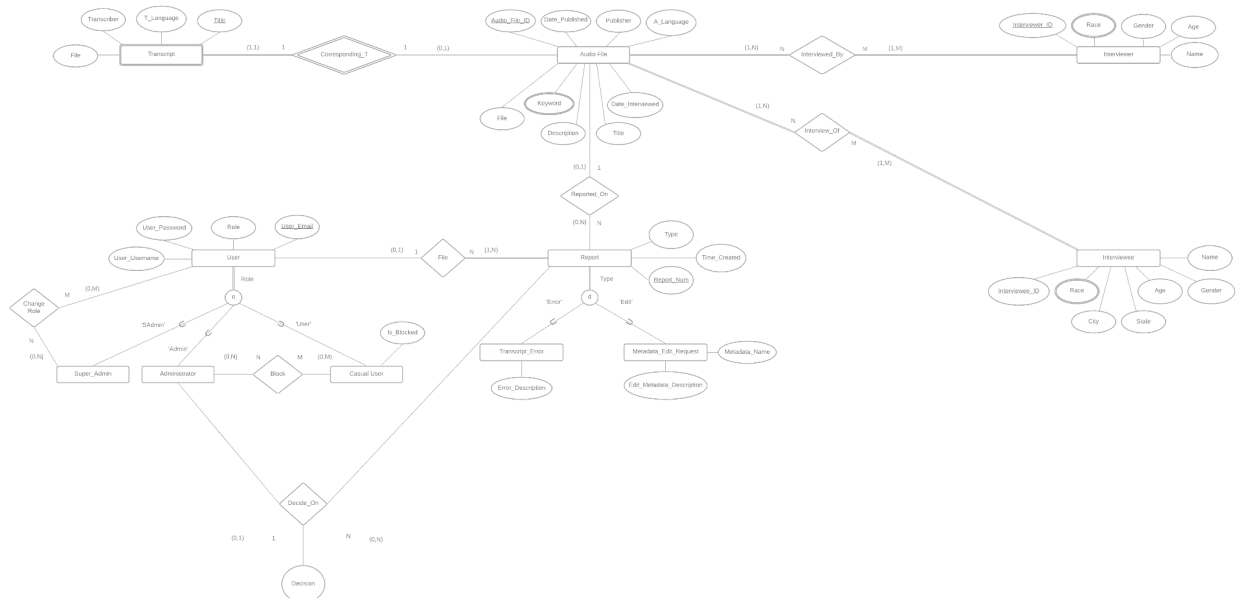 Transcriber
T_Language
Title
File
Transcript
(1,1)
1
Corrisponding_T
1
(0,1)
Audio_File_ID
Date_Published
Publisher
A_Language
Audio File
File
Keyword
Description
Title
Date_Interviewed
(1,N)
N
Interviewed_By
M
(1,M)
Interviewer_ID
Race
Gender
Age
Name
Interviewer
(1,N)
N
Interview_Of
M
(1,M)
(0,1)
1
Reported_On
(0,N)
N
User_Password
Role
User_Email
User_Username
User
(0,1)
1
File
N
(1,N)
Report
Type
Time_Created
Report_Num
Interviewee
Name
Interviewee_ID
Race
Age
Gender
City
State
Role
o
Type
d
Change
Role
M
(0,M)
N
(0,N)
'SAdmin'
'Admin'
'User'
Is_Blocked
'Error'
'Edit'
Super_Admin
Administrator
(0,N)
N
Block
M
(0,M)
Casual User
Transcript_Error
Error_Description
Metadata_Edit_Request
Metadata_Name
Edit_Metadata_Description
Decide_On
(0,1)
1
N
(0,N)
Decision